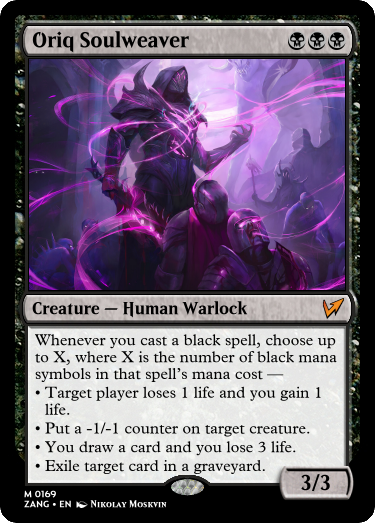 Oriq Soulweaver
Creature — Human Warlock
Whenever you cast a black spell, choose up
to X, where X is the number of black mana
symbols in that spell's mana cost —
• Target player loses 1 life and you gain 1
life.
• Put a -1/-1 counter on target creature.
• You draw a card and you lose 3 life.
• Exile target card in a graveyard.
3/3
M 0169
ZANG • EN Nikolay Moskvin